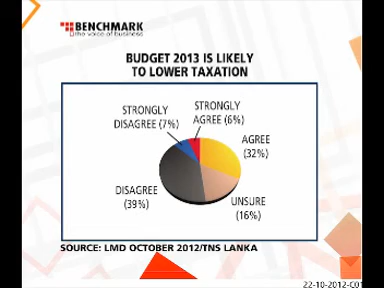 BENCHMARK
the voice of business
BUDGET 2013 IS LIKELY
TO LOWER TAXATION
STRONGLY
DISAGREE (7%)
STRONGLY
AGREE (6%)
AGREE
(32%)
DISAGREE
(39%)
UNSURE
(16%)
SOURCE: LMD OCTOBER 2012/TNS LANKA
22-10-2012-C01